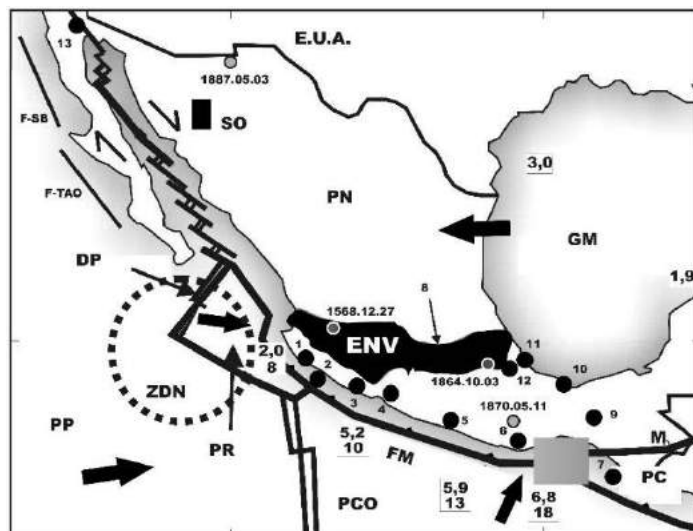 E.U.A.
13
1887.05.03
F-SB
SO
F-TAO
3,0
PN
GM
DP
1,9
8
1568.12.27
ENV
11
1
2,0
8
2
12
10
ZDN
1864.10.03
3
4
1870.05.11
9
PP
5
M
PR
5,2
10
FM
6
7
PC
5,9
13
6,8
18
PCO